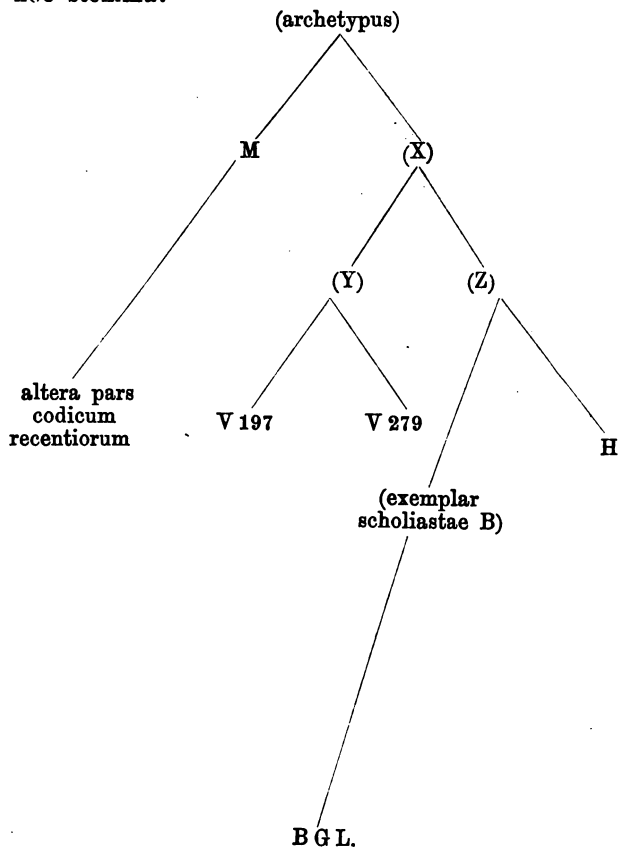 (archetypus)
M
(X)
(Y)
(Z)
altera pars
codicum
recentiorum
V 197
V 279
H
(exemplar
scholiastae B)
B G L.